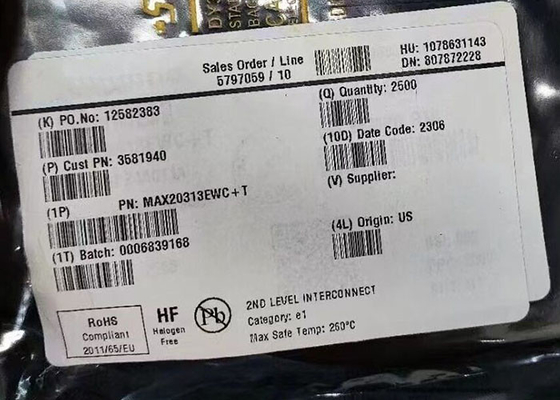 Sales Order / Line
5797059 / 10
HU: 1078631143
DN: 807872228
(K) PO.No: 12582383
(Q) Quantity: 2500
(P) Cust PN: 3581940
(10D) Date Code: 2306
(1P) PN: MAX20313EWC+T
(V) Supplier:
(1T) Batch: 0006839168
(4L) Origin: US
RoHS
Compliant
2011/65/EU
HF
Halogen
Free
Pb
2ND LEVEL INTERCONNECT
Category: e1
Max Safe Temp: 260°C